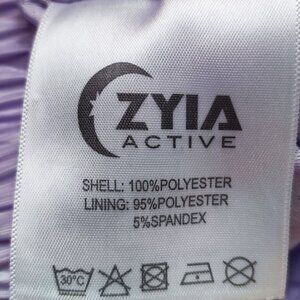 ZYIA
ACTIVE
SHELL: 100%POLYESTER
LINING: 95%POLYESTER
5%SPANDEX
30°C